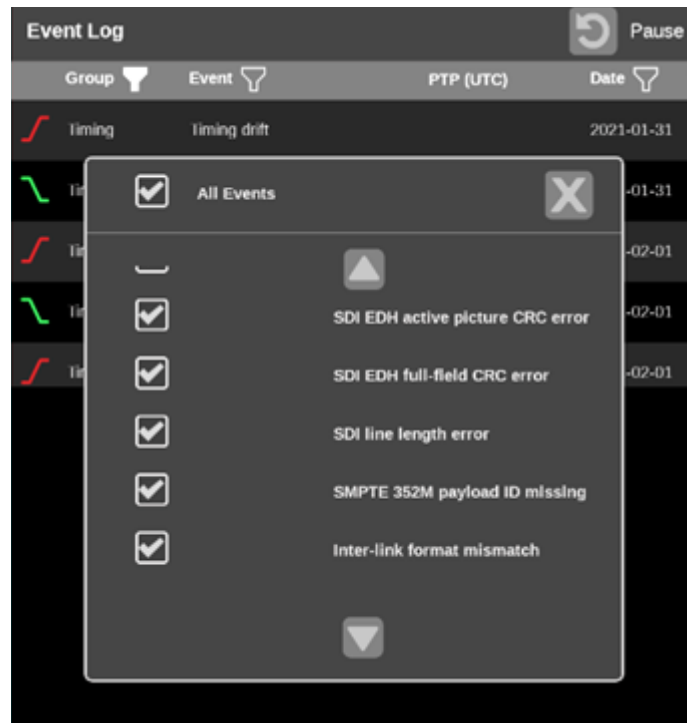 Event Log Pause
Group Event PTP (UTC) Date
Timing Timing drift 2021-01-31
All Events
-01-31
-02-01
SDI EDH active picture CRC error
-02-01
SDI EDH full-field CRC error
-02-01
SDI line length error
SMPTE 352M payload ID missing
Inter-link format mismatch